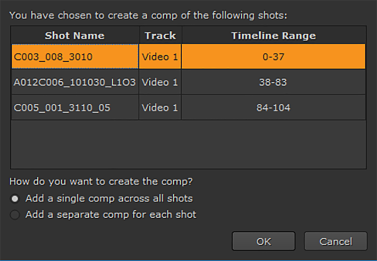 You have chosen to create a comp of the following shots:
Shot Name Track Timeline Range
C003_008_3010 Video 1 0-37
A012C006_101030_L1O3 Video 1 38-83
C005_001_3110_05 Video 1 84-104
How do you want to create the comp?
Add a single comp across all shots
Add a separate comp for each shot
OK Cancel